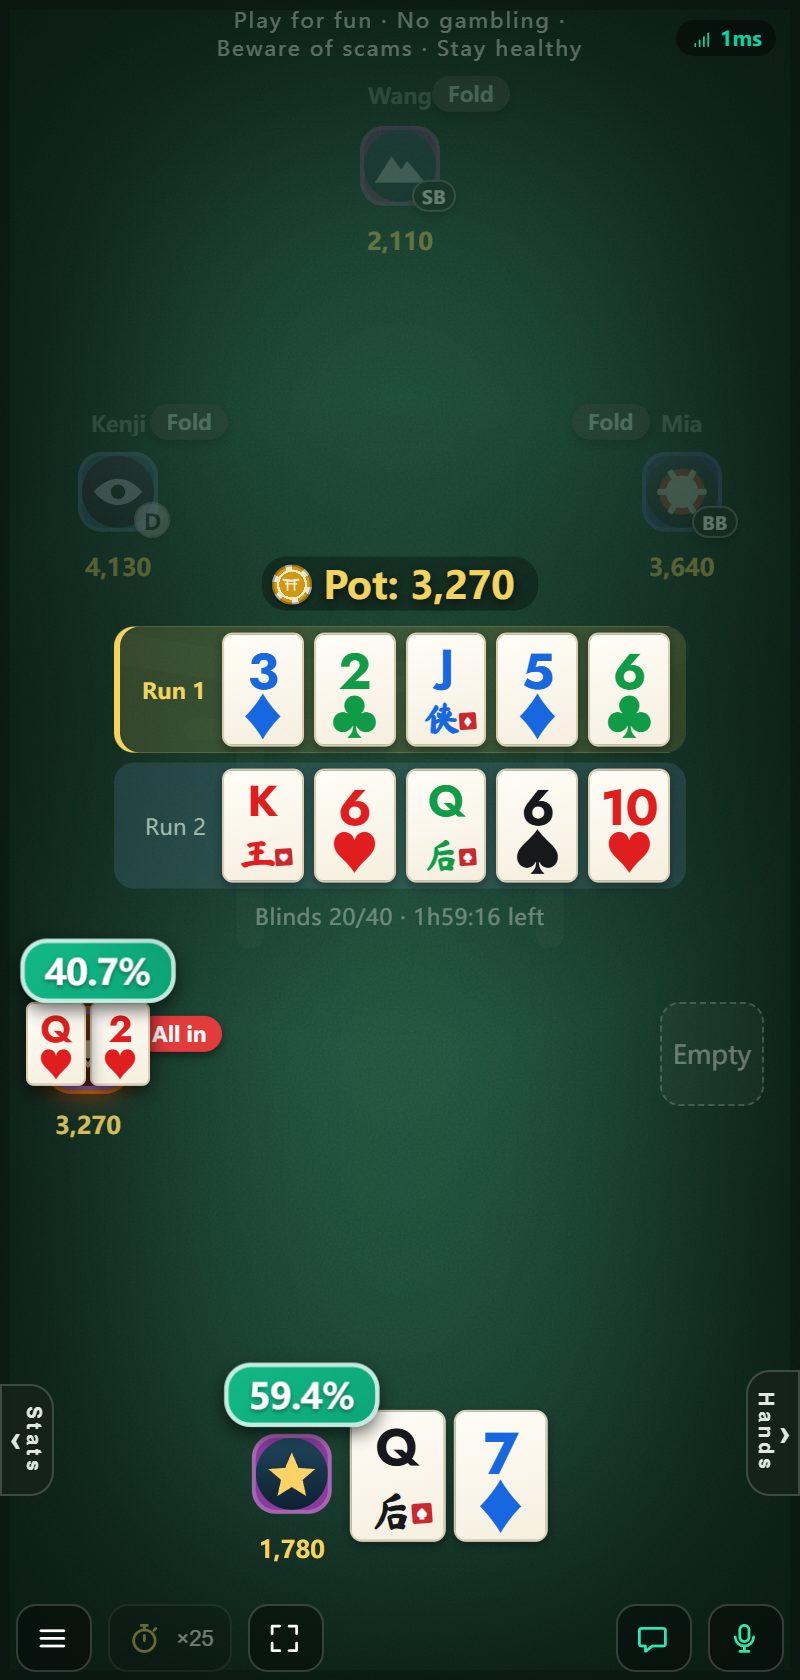 Play for fun · No gambling ·
Beware of scams · Stay healthy
1ms
Wang Fold
SB
2,110
Kenji Fold
Fold Mia
D
BB
4,130
3,640
Pot: 3,270
Run 1 3 2 J 5 6
侠
Run 2 K 6 Q 6 10
王 后
Blinds 20/40 · 1h59:16 left
40.7%
Q 2 All in
Empty
3,270
59.4%
Q 7
后
Stats
Hands
1,780
×25